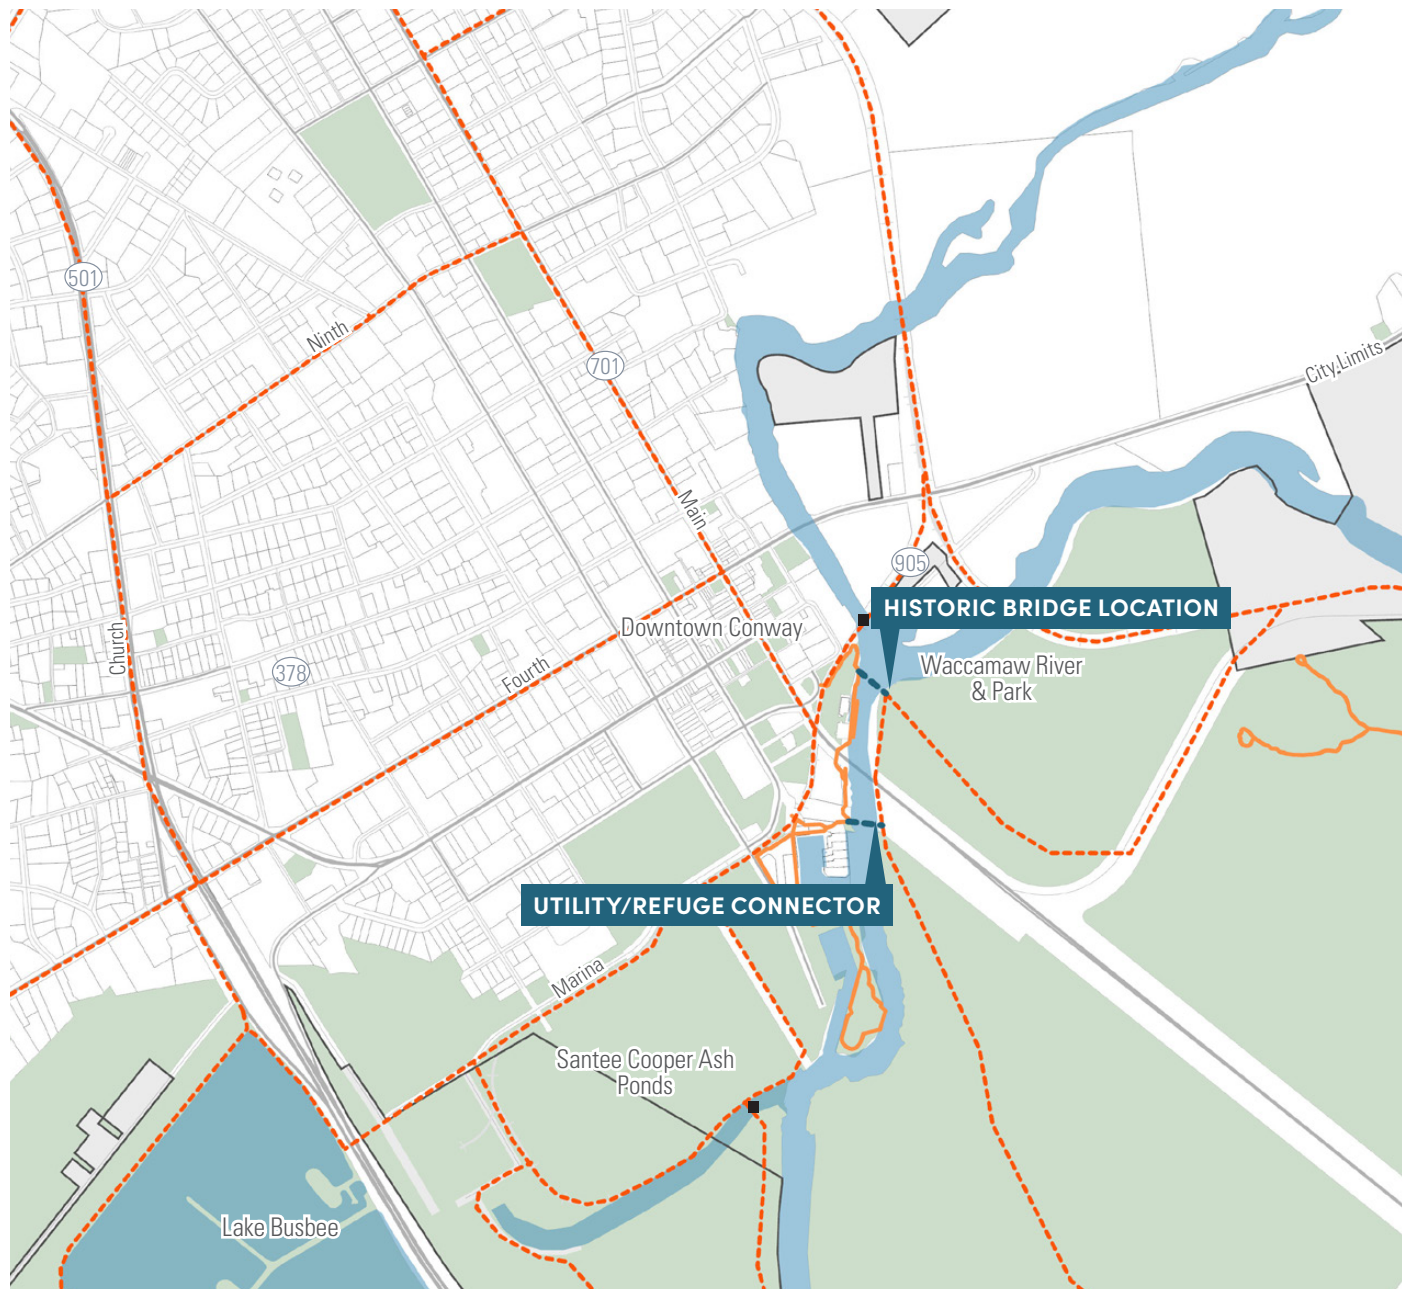 501
Ninth
701
City Limits
Main
905
HISTORIC BRIDGE LOCATION
Church
Downtown Conway
378
Fourth
Waccamaw River
& Park
UTILITY/REFUGE CONNECTOR
Marina
Santee Cooper Ash
Ponds
Lake Busbee